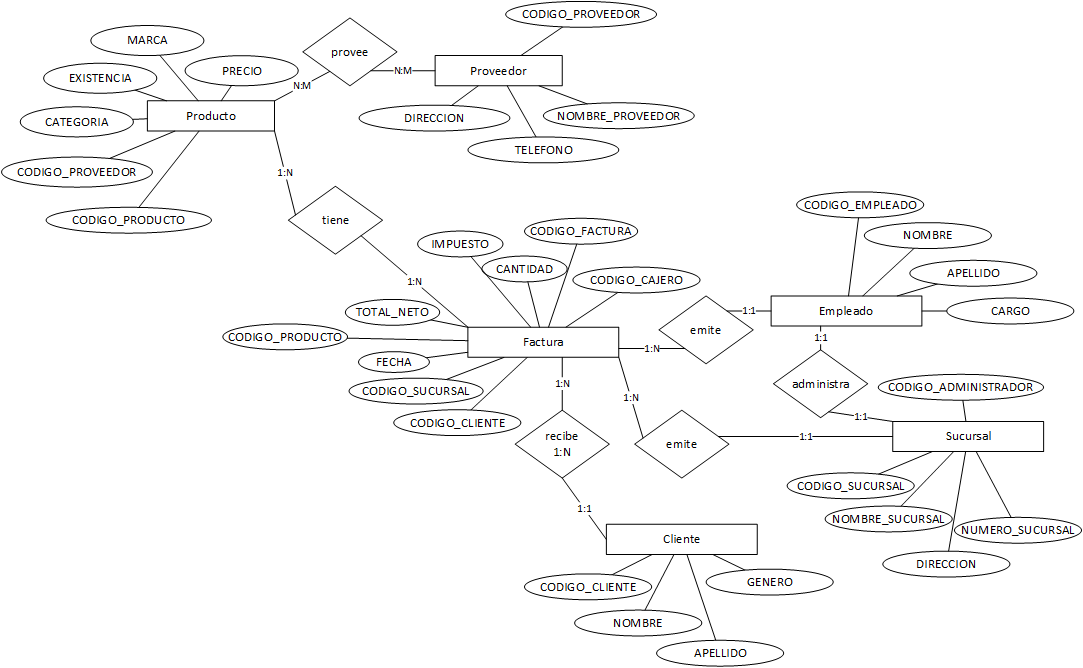 CODIGO_PROVEEDOR
MARCA
provee
EXISTENCIA
PRECIO
N:M
N:M
Proveedor
CATEGORIA
Producto
DIRECCION
NOMBRE_PROVEEDOR
TELEFONO
CODIGO_PROVEEDOR
1:N
CODIGO_PRODUCTO
tiene
CODIGO_EMPLEADO
IMPUESTO
CODIGO_FACTURA
NOMBRE
CANTIDAD
APELLIDO
1:N
CODIGO_CAJERO
TOTAL_NETO
1:1
Empleado
CARGO
emite
CODIGO_PRODUCTO
Factura
1:N
1:1
FECHA
CODIGO_SUCURSAL
1:N
1:N
administra
CODIGO_ADMINISTRADOR
CODIGO_CLIENTE
1:1
recibe
1:N
emite
1:1
Sucursal
CODIGO_SUCURSAL
1:1
NOMBRE_SUCURSAL
NUMERO_SUCURSAL
Cliente
DIRECCION
CODIGO_CLIENTE
GENERO
NOMBRE
APELLIDO